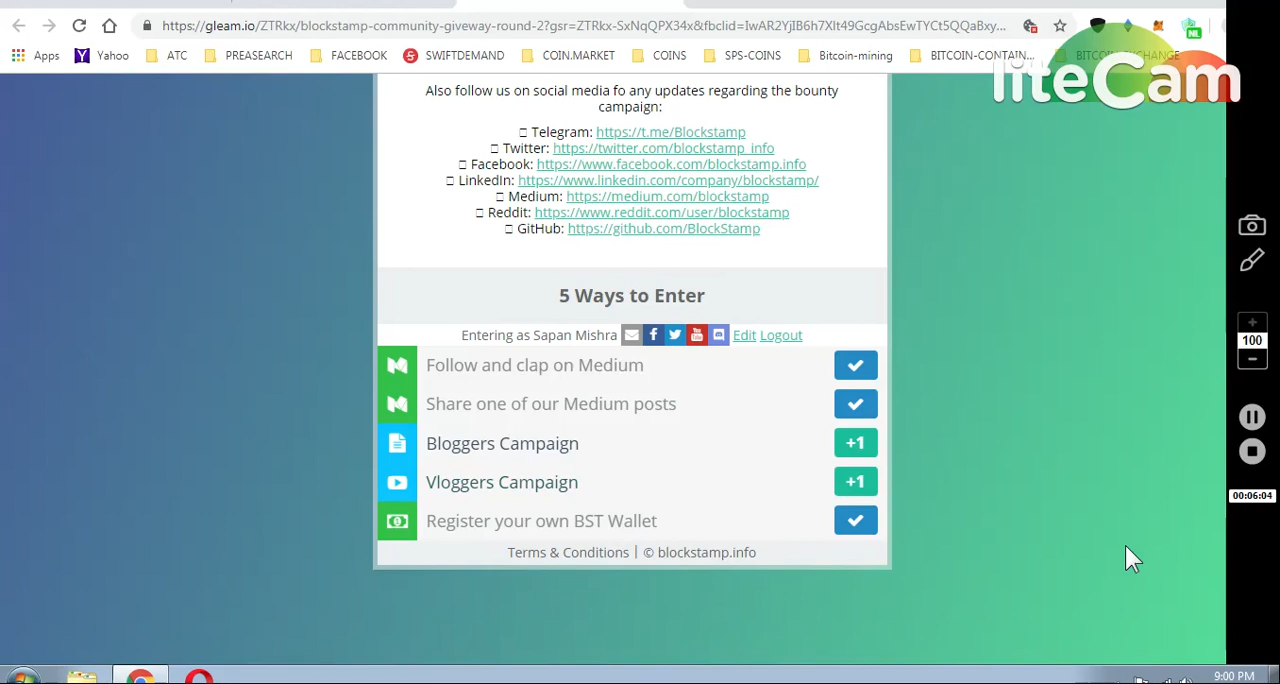 https://gleam.io/ZTRkx/blockstamp-community-giveway-round-2?gsr=ZTRkx-SxNqQPX34x&fbclid=IwAR2YjIB6h7Xlt49GcgAbsEwTYCt5QQaBxy...
Apps Yahoo ATC PREASEARCH FACEBOOK SWIFTDEMAND COIN.MARKET COINS SPS-COINS Bitcoin-mining BITCOIN-CONTAIN... BITCOIN-EXCHANGE
NL
liteCam
Also follow us on social media fo any updates regarding the bounty
campaign:
Telegram: https://t.me/Blockstamp
Twitter: https://twitter.com/blockstamp_info
Facebook: https://www.facebook.com/blockstamp.info
LinkedIn: https://www.linkedin.com/company/blockstamp/
Medium: https://medium.com/blockstamp
Reddit: https://www.reddit.com/user/blockstamp
GitHub: https://github.com/BlockStamp
5 Ways to Enter
Entering as Sapan Mishra Edit Logout
Follow and clap on Medium
Share one of our Medium posts
Bloggers Campaign +1
Vloggers Campaign +1
Register your own BST Wallet
Terms & Conditions | © blockstamp.info
100
00:06:04
9:00 PM